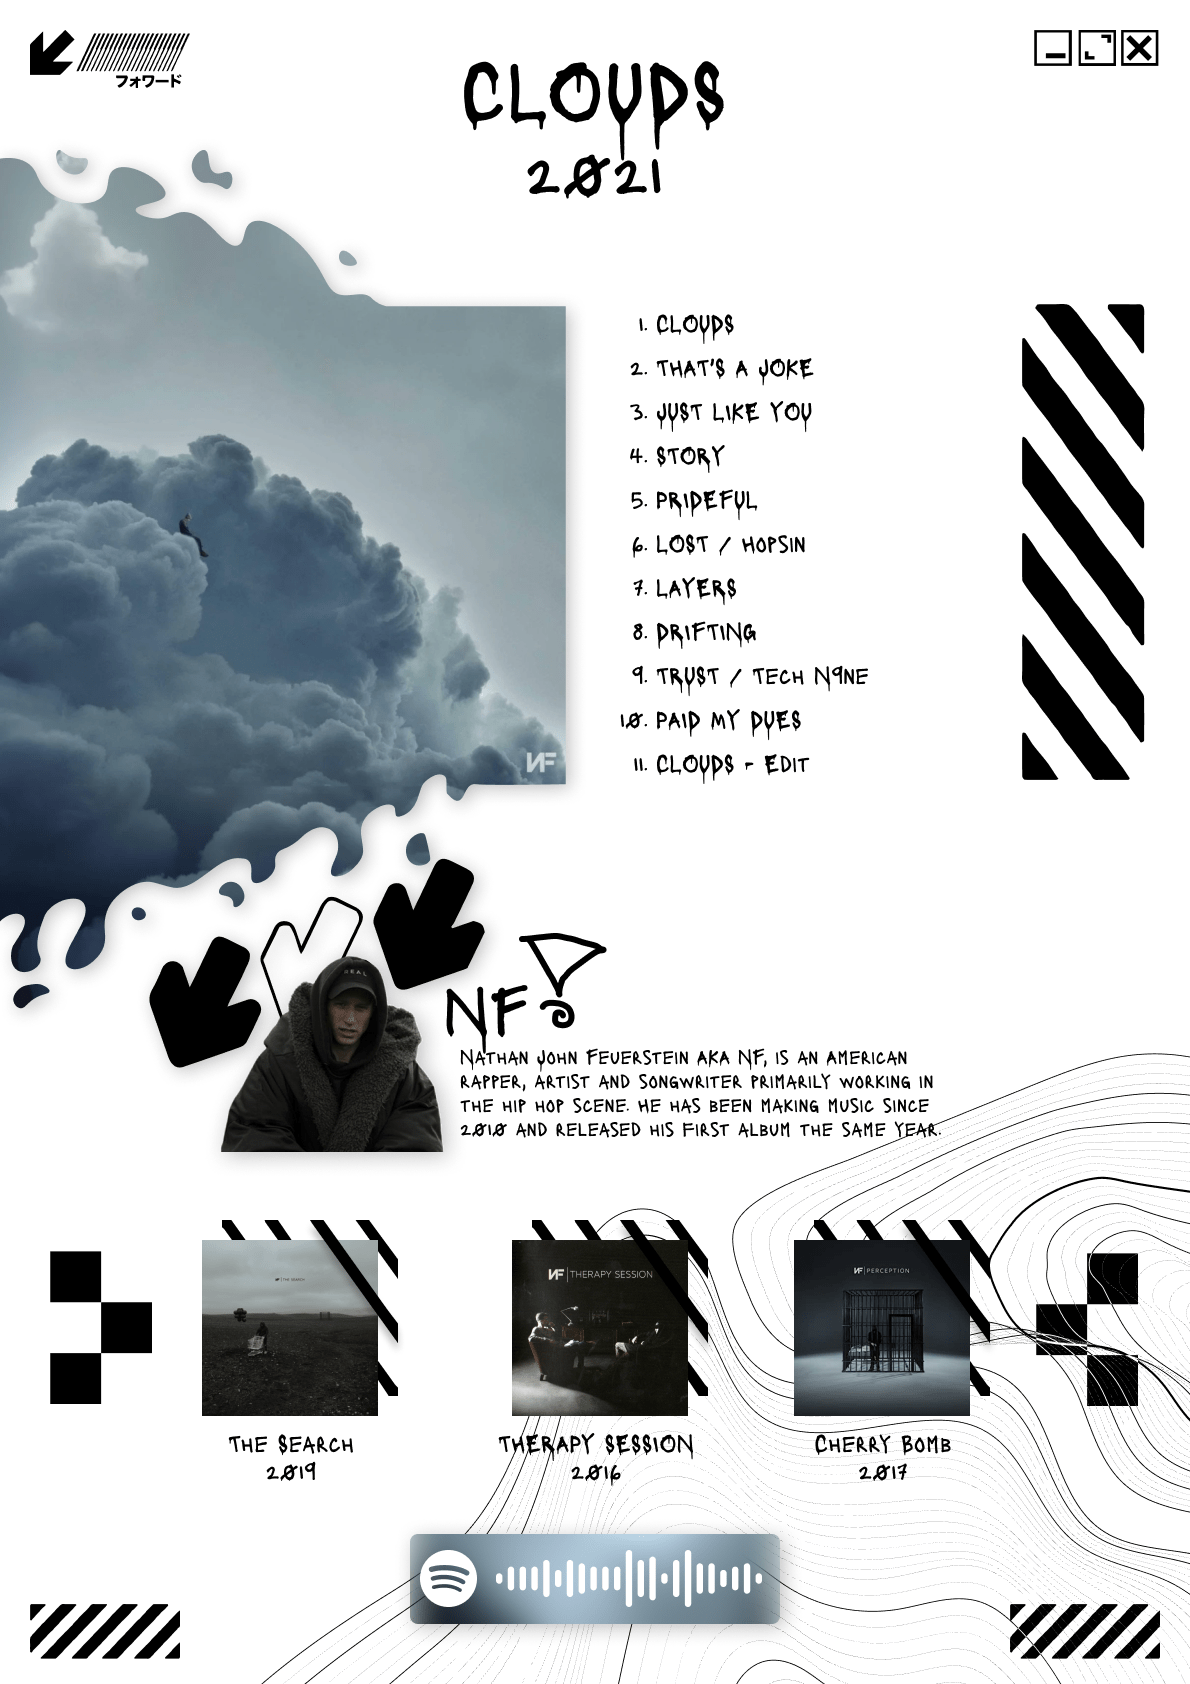 フォワード
CLOUDS
2021
1. CLOUDS
2. THAT'S A JOKE
3. JUST LIKE YOU
4. STORY
5. PRIDEFUL
6. LOST / HOPSIN
7. LAYERS
8. DRIFTING
9. TRUST / TECH N9NE
10. PAID MY DUES
11. CLOUDS - EDIT
NF
REAL
NF?
NATHAN JOHN FEUERSTEIN AKA NF, IS AN AMERICAN
RAPPER, ARTIST AND SONGWRITER PRIMARILY WORKING IN
THE HIP HOP SCENE. HE HAS BEEN MAKING MUSIC SINCE
2010 AND RELEASED HIS FIRST ALBUM THE SAME YEAR.
NF | THE SEARCH
NF | THERAPY SESSION
NF | PERCEPTION
THE SEARCH
2019
THERAPY SESSION
2016
CHERRY BOMB
2017